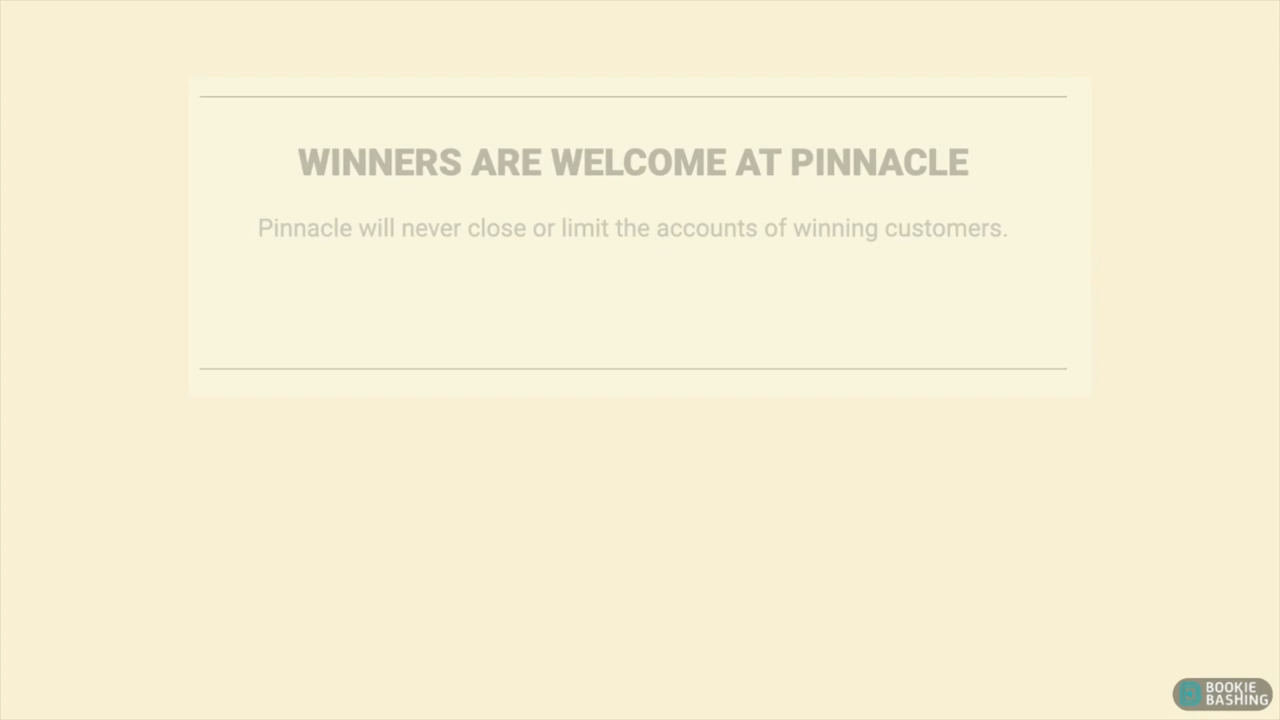 WINNERS ARE WELCOME AT PINNACLE
Pinnacle will never close or limit the accounts of winning customers.
BOOKIE
BASHING